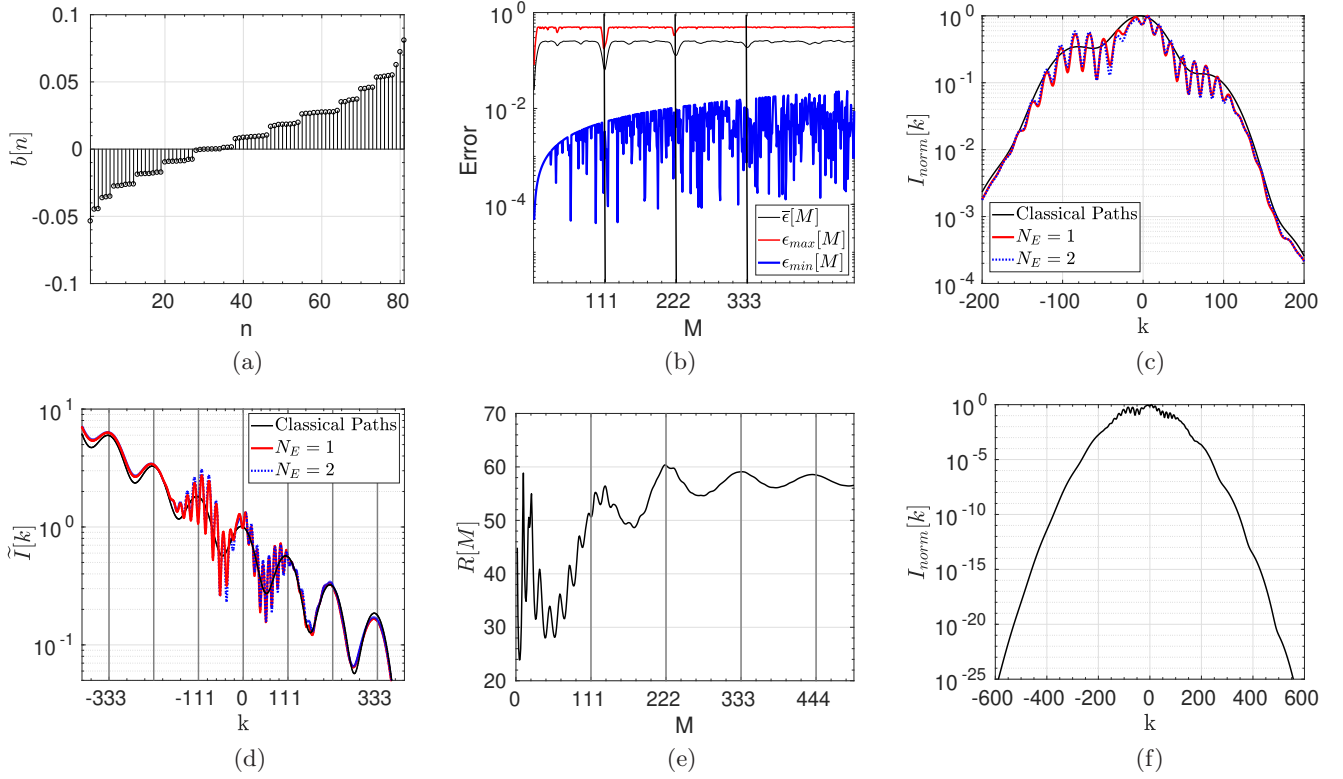 0.1
0.05
0
-0.05
-0.1
b[n]
20
40
60
80
n
(a)
10^0
10^-2
10^-4
Error
ϵ̅[M]
ϵ_max[M]
ϵ_min[M]
111
222
333
M
(b)
10^0
10^-1
10^-2
10^-3
10^-4
I_norm[k]
Classical Paths
N_E = 1
N_E = 2
-200
-100
0
100
200
k
(c)
10^1
10^0
10^-1
Ĩ[k]
Classical Paths
N_E = 1
N_E = 2
-333
-111
0
111
333
k
(d)
70
60
50
40
30
20
R[M]
0
111
222
333
444
M
(e)
10^0
10^-5
10^-10
10^-15
10^-20
10^-25
I_norm[k]
-600
-400
-200
0
200
400
600
k
(f)